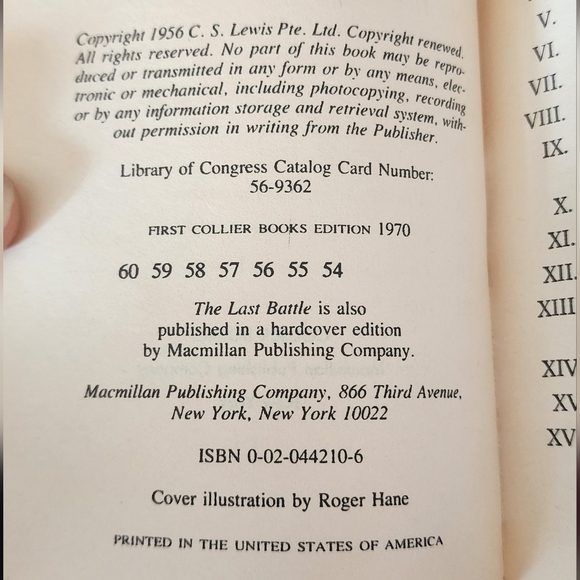 Copyright 1956 C. S. Lewis Pte. Ltd. Copyright renewed.
All rights reserved. No part of this book may be repro-
duced or transmitted in any form or by any means, elec-
tronic or mechanical, including photocopying, recording
or by any information storage and retrieval system, with-
out permission in writing from the Publisher.
Library of Congress Catalog Card Number:
56-9362
FIRST COLLIER BOOKS EDITION 1970
60 59 58 57 56 55 54
The Last Battle is also
published in a hardcover edition
by Macmillan Publishing Company.
Macmillan Publishing Company, 866 Third Avenue,
New York, New York 10022
ISBN 0-02-044210-6
Cover illustration by Roger Hane
PRINTED IN THE UNITED STATES OF AMERICA
V.
VI.
VII.
VIII.
IX.
X.
XI.
XII.
XIII
XIV
XV
XV